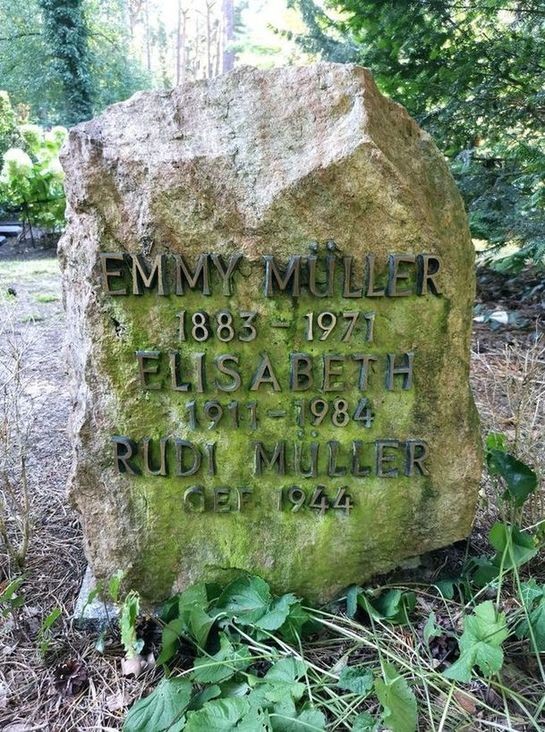 EMMY MÜLLER
1883 - 1971
ELISABETH
1911 - 1984
RUDI MÜLLER
GEF. 1944